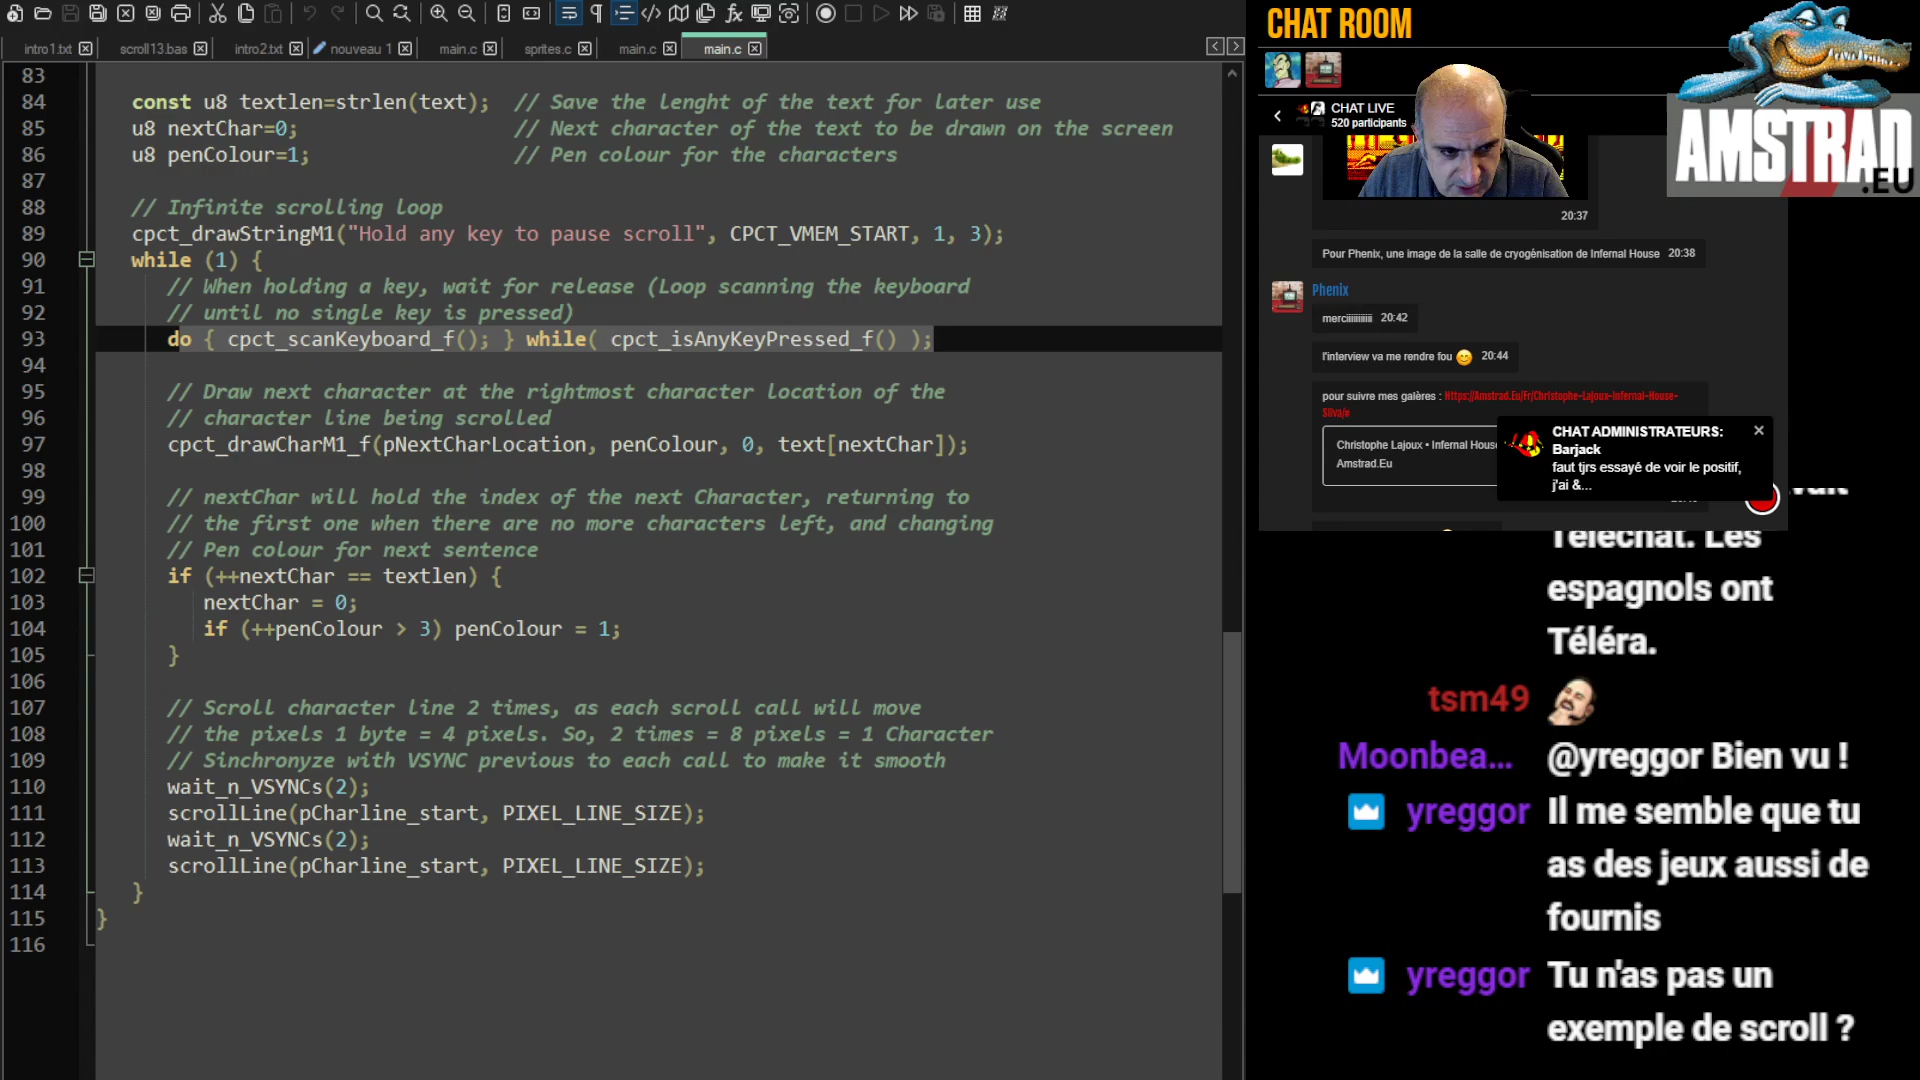 intro1.txt scroll13.bas intro2.txt nouveau 1 main.c sprites.c main.c main.c
83
84 const u8 textlen=strlen(text); // Save the lenght of the text for later use
85 u8 nextChar=0; // Next character of the text to be drawn on the screen
86 u8 penColour=1; // Pen colour for the characters
87
88 // Infinite scrolling loop
89 cpct_drawStringM1("Hold any key to pause scroll", CPCT_VMEM_START, 1, 3);
90 while (1) {
91 // When holding a key, wait for release (Loop scanning the keyboard
92 // until no single key is pressed)
93 do { cpct_scanKeyboard_f(); } while( cpct_isAnyKeyPressed_f() );
94
95 // Draw next character at the rightmost character location of the
96 // character line being scrolled
97 cpct_drawCharM1_f(pNextCharLocation, penColour, 0, text[nextChar]);
98
99 // nextChar will hold the index of the next Character, returning to
100 // the first one when there are no more characters left, and changing
101 // Pen colour for next sentence
102 if (++nextChar == textlen) {
103 nextChar = 0;
104 if (++penColour > 3) penColour = 1;
105 }
106
107 // Scroll character line 2 times, as each scroll call will move
108 // the pixels 1 byte = 4 pixels. So, 2 times = 8 pixels = 1 Character
109 // Sinchronyze with VSYNC previous to each call to make it smooth
110 wait_n_VSYNCs(2);
111 scrollLine(pCharline_start, PIXEL_LINE_SIZE);
112 wait_n_VSYNCs(2);
113 scrollLine(pCharline_start, PIXEL_LINE_SIZE);
114 }
115 }
116
CHAT ROOM
CHAT LIVE
520 participants
AMSTRAD
.EU
20:37
Pour Phenix, une image de la salle de cryogénisation de Infernal House 20:38
Phenix
merciiiiiiiiiii 20:42
l'interview va me rendre fou 😊 20:44
pour suivre mes galères : Https://Amstrad.Eu/Fr/Christophe-Lajoux-Infernal-House-
Silva/#
Christophe Lajoux • Infernal House
Amstrad.Eu
CHAT ADMINISTRATEURS:
Barjack
faut tjrs essayé de voir le positif,
j'ai &...
Téléchat. Les
espagnols ont
Téléra.
tsm49
Moonbea... @yreggor Bien vu !
yreggor Il me semble que tu
as des jeux aussi de
fournis
yreggor Tu n'as pas un
exemple de scroll ?